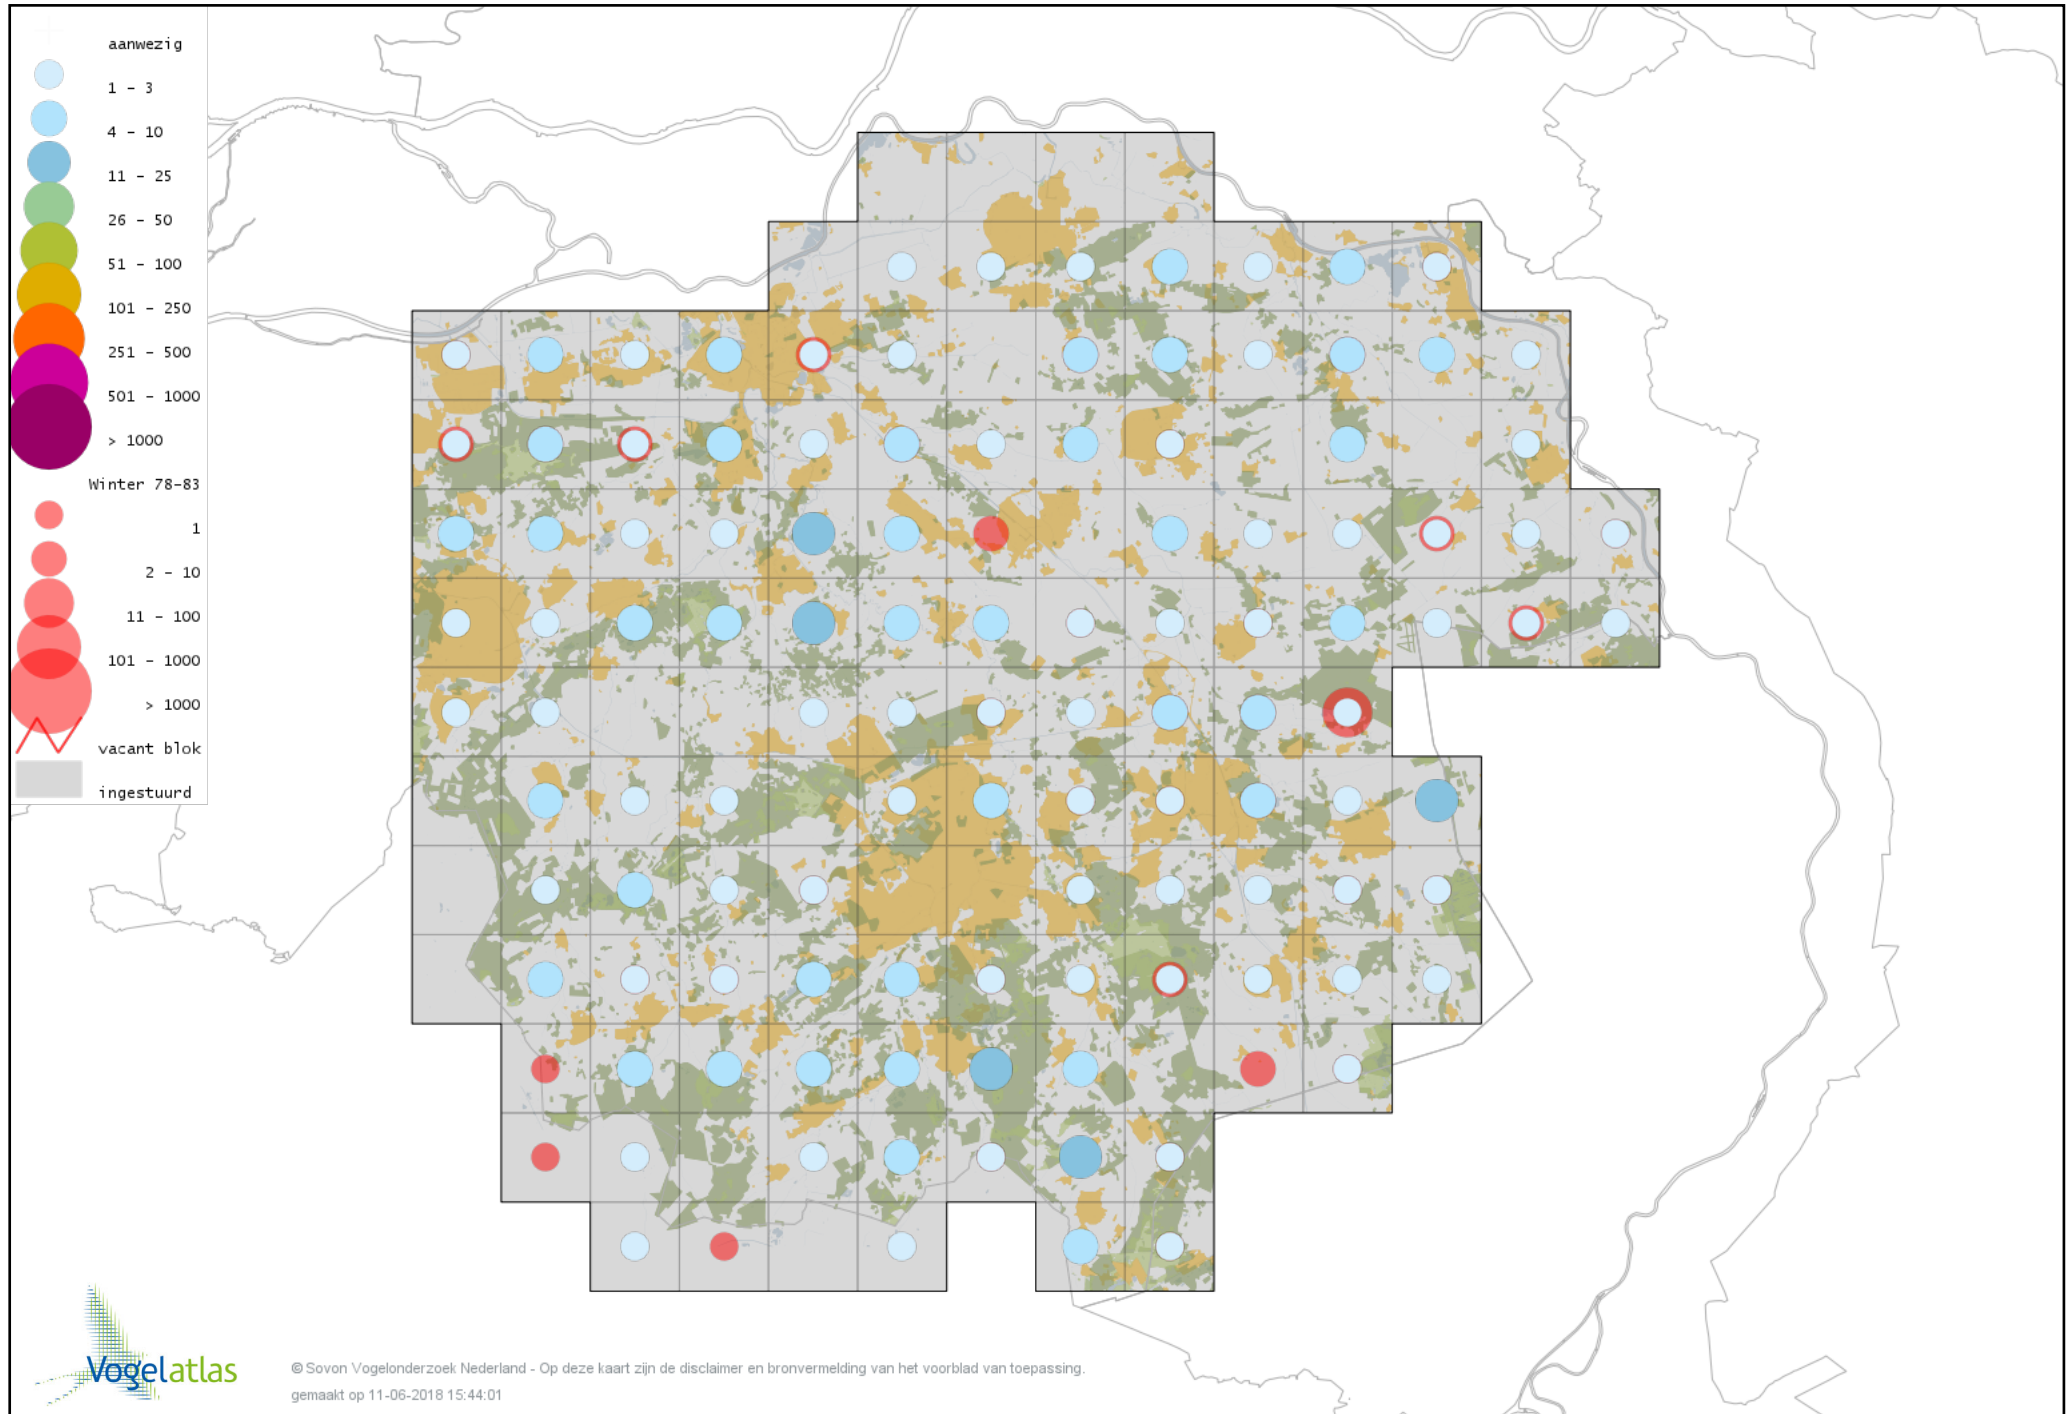 aanwezig
1 - 3
4 - 10
11 - 25
26 - 50
51 - 100
101 - 250
251 - 500
501 - 1000
> 1000
Winter 78-83
1
2 - 10
11 - 100
101 - 1000
> 1000
vacant blok
ingestuurd
Vogelatlas
© Sovon Vogelonderzoek Nederland - Op deze kaart zijn de disclaimer en bronvermelding van het voorblad van toepassing.
gemaakt op 11-06-2018 15:44:01